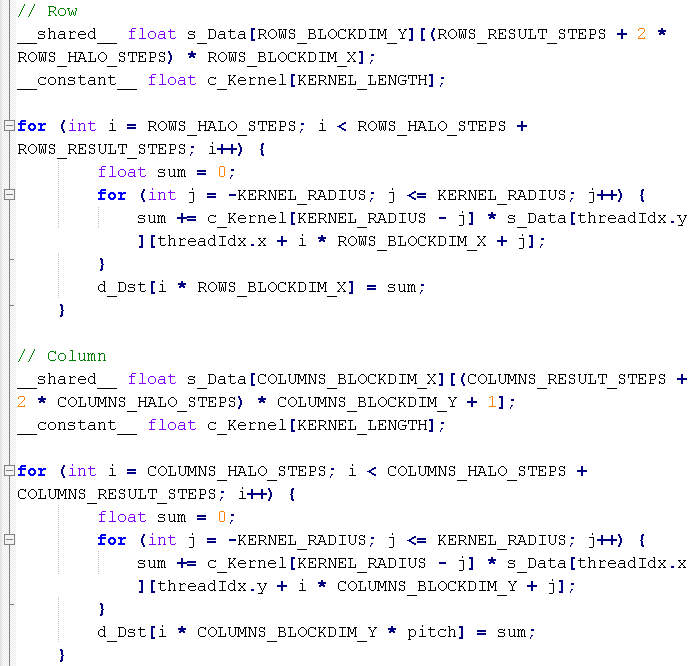 // Row
__shared__ float s_Data[ROWS_BLOCKDIM_Y][(ROWS_RESULT_STEPS + 2 *
ROWS_HALO_STEPS) * ROWS_BLOCKDIM_X];
__constant__ float c_Kernel[KERNEL_LENGTH];
for (int i = ROWS_HALO_STEPS; i < ROWS_HALO_STEPS +
ROWS_RESULT_STEPS; i++) {
float sum = 0;
for (int j = -KERNEL_RADIUS; j <= KERNEL_RADIUS; j++) {
sum += c_Kernel[KERNEL_RADIUS - j] * s_Data[threadIdx.y
][threadIdx.x + i * ROWS_BLOCKDIM_X + j];
}
d_Dst[i * ROWS_BLOCKDIM_X] = sum;
}
// Column
__shared__ float s_Data[COLUMNS_BLOCKDIM_X][(COLUMNS_RESULT_STEPS +
2 * COLUMNS_HALO_STEPS) * COLUMNS_BLOCKDIM_Y + 1];
__constant__ float c_Kernel[KERNEL_LENGTH];
for (int i = COLUMNS_HALO_STEPS; i < COLUMNS_HALO_STEPS +
COLUMNS_RESULT_STEPS; i++) {
float sum = 0;
for (int j = -KERNEL_RADIUS; j <= KERNEL_RADIUS; j++) {
sum += c_Kernel[KERNEL_RADIUS - j] * s_Data[threadIdx.x
][threadIdx.y + i * COLUMNS_BLOCKDIM_Y + j];
}
d_Dst[i * COLUMNS_BLOCKDIM_Y * pitch] = sum;
}